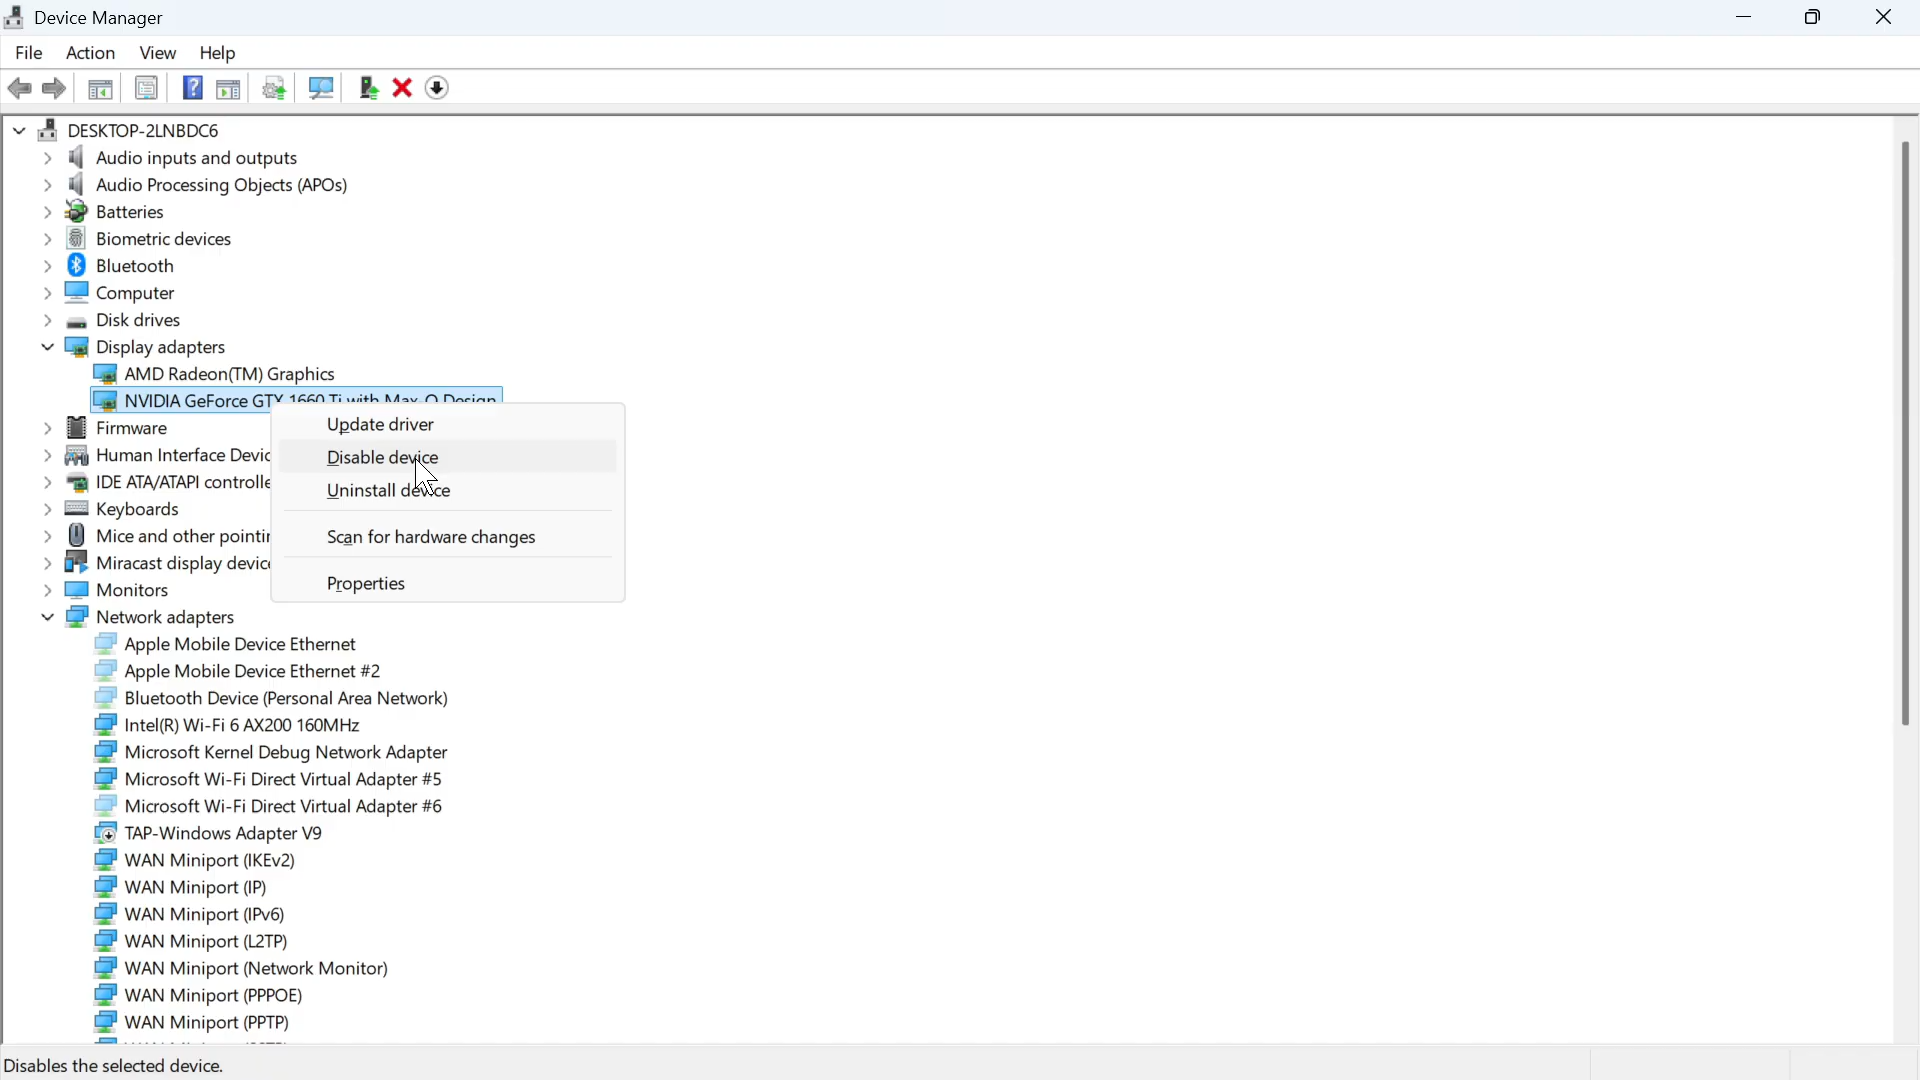 Device Manager
File Action View Help
DESKTOP-2LNBDC6
Audio inputs and outputs
Audio Processing Objects (APOs)
Batteries
Biometric devices
Bluetooth
Computer
Disk drives
Display adapters
AMD Radeon(TM) Graphics
NVIDIA GeForce GTX 1660 Ti with Max-Q Design
Firmware
Human Interface Devic
IDE ATA/ATAPI controlle
Keyboards
Mice and other pointin
Miracast display device
Monitors
Update driver
Disable device
Uninstall device
Scan for hardware changes
Properties
Network adapters
Apple Mobile Device Ethernet
Apple Mobile Device Ethernet #2
Bluetooth Device (Personal Area Network)
Intel(R) Wi-Fi 6 AX200 160MHz
Microsoft Kernel Debug Network Adapter
Microsoft Wi-Fi Direct Virtual Adapter #5
Microsoft Wi-Fi Direct Virtual Adapter #6
TAP-Windows Adapter V9
WAN Miniport (IKEv2)
WAN Miniport (IP)
WAN Miniport (IPv6)
WAN Miniport (L2TP)
WAN Miniport (Network Monitor)
WAN Miniport (PPPOE)
WAN Miniport (PPTP)
Disables the selected device.